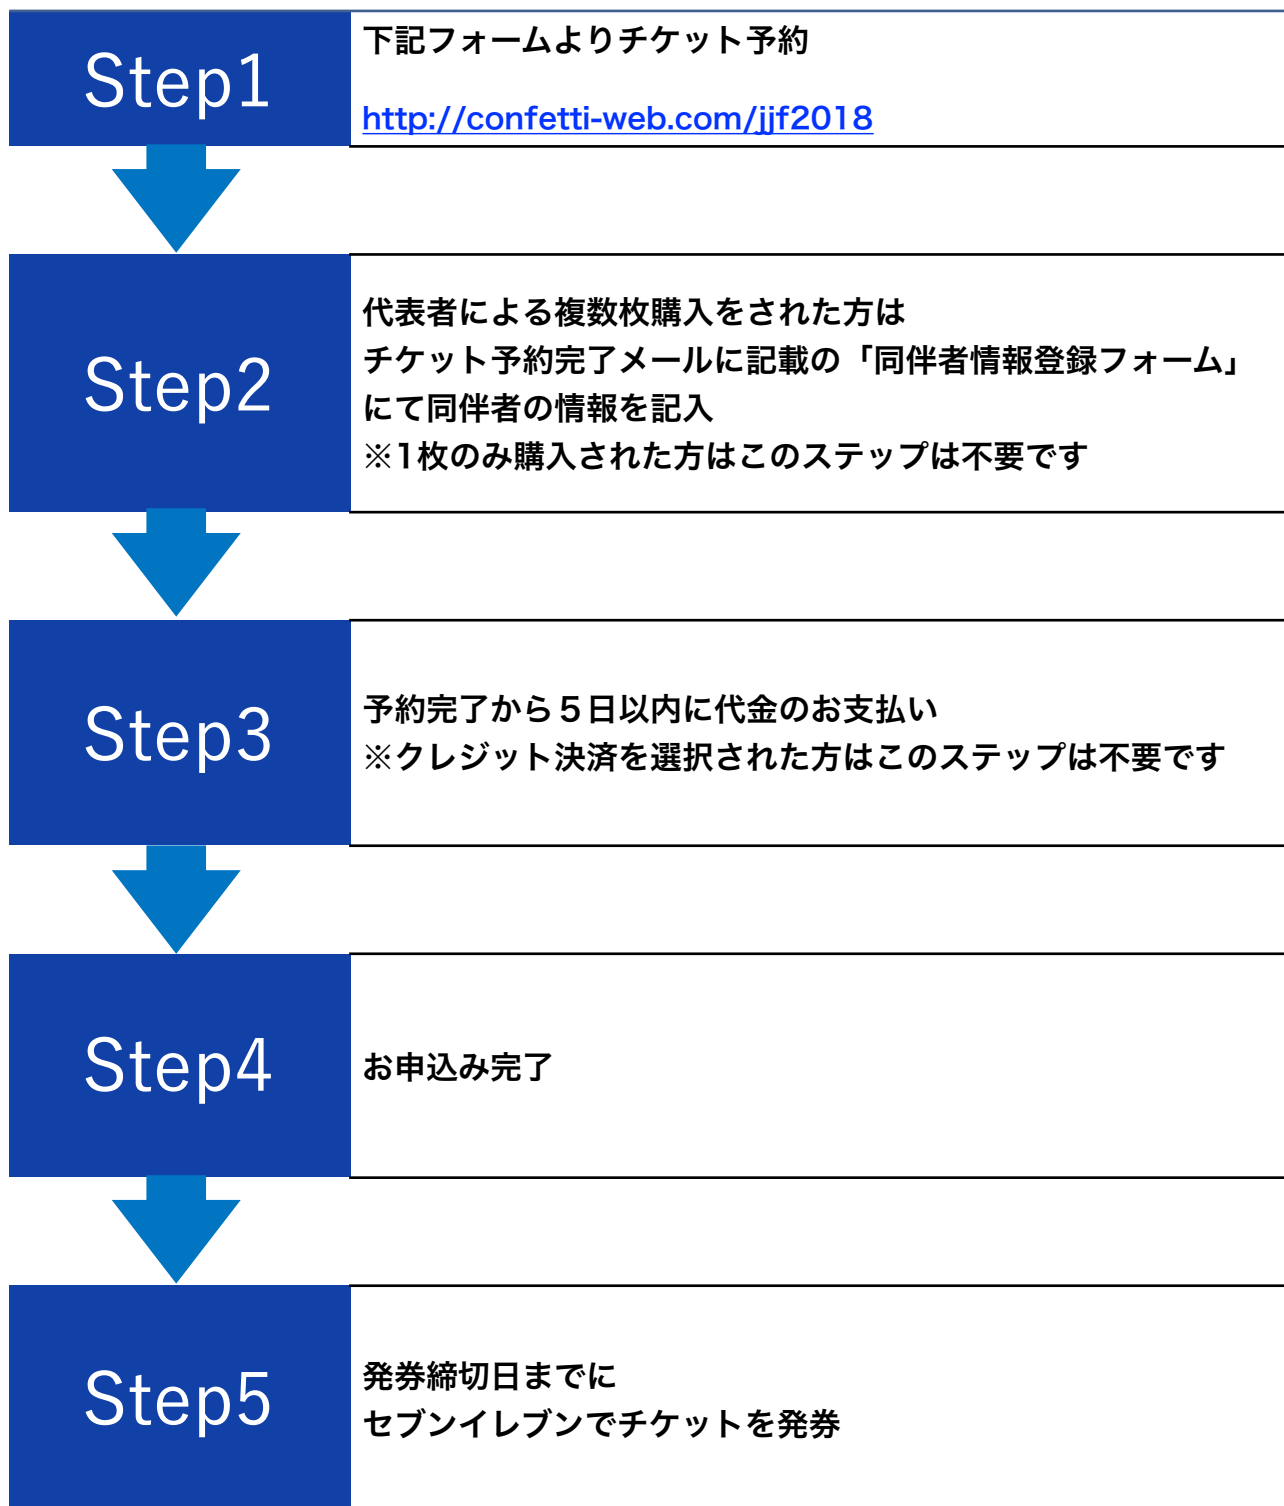 Step1
下記フォームよりチケット予約
http://confetti-web.com/jjf2018
Step2
代表者による複数枚購入をされた方は
チケット予約完了メールに記載の「同伴者情報登録フォーム」
にて同伴者の情報を記入
※1枚のみ購入された方はこのステップは不要です
Step3
予約完了から５日以内に代金のお支払い
※クレジット決済を選択された方はこのステップは不要です
Step4
お申込み完了
Step5
発券締切日までに
セブンイレブンでチケットを発券